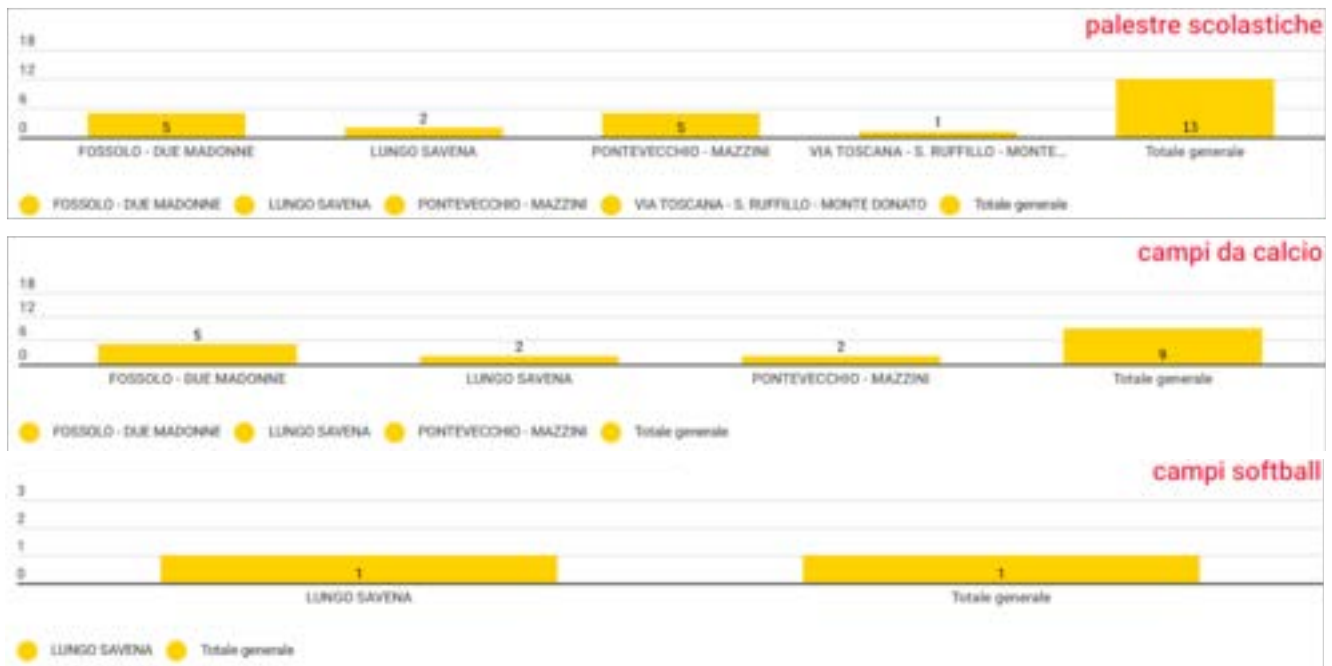 palestre scolastiche
18
12
6
0
5
2
5
1
13
FOSSOLO - DUE MADONNE
LUNGO SAVENA
PONTEVECCHIO - MAZZINI
VIA TOSCANA - S. RUFFILLO - MONTE...
Totale generale
FOSSOLO - DUE MADONNE LUNGO SAVENA PONTEVECCHIO - MAZZINI VIA TOSCANA - S. RUFFILLO - MONTE DONATO Totale generale
campi da calcio
18
12
6
0
5
2
2
9
FOSSOLO - DUE MADONNE
LUNGO SAVENA
PONTEVECCHIO - MAZZINI
Totale generale
FOSSOLO - DUE MADONNE LUNGO SAVENA PONTEVECCHIO - MAZZINI Totale generale
campi softball
3
2
1
0
1
1
LUNGO SAVENA
Totale generale
LUNGO SAVENA Totale generale